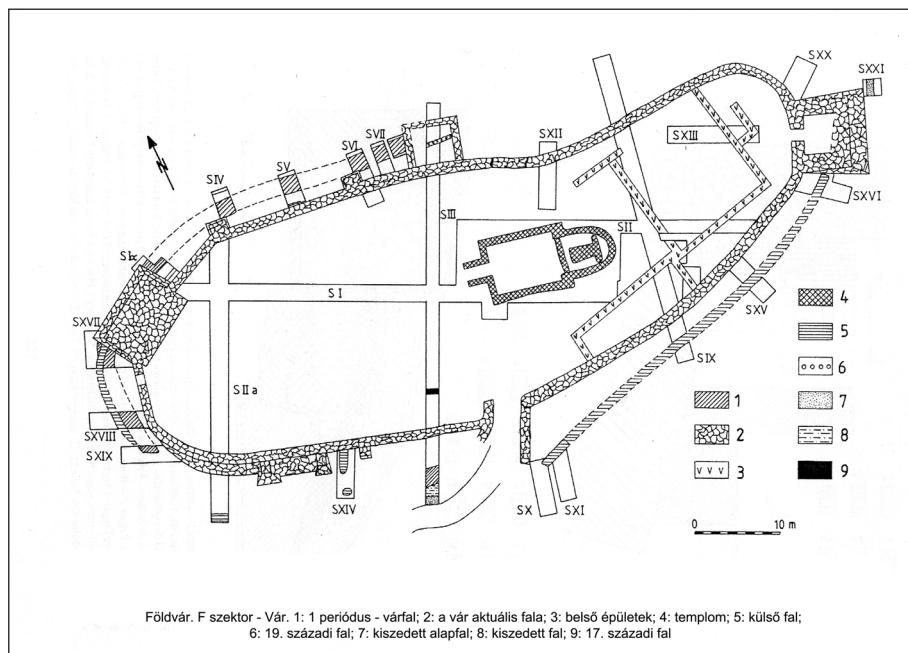 SXX
SXXI
SVII
SVI
SXII
SXIII
SV
SIV
SXVI
N
SIII
SII
S I
SXVII
SXV
4
5
SIX
6
S II a
1
7
SXVIII
2
8
SXIX
3
9
SXIV
SX
SXI
0 10 m
Földvár. F szektor - Vár. 1: 1 periódus - várfal; 2: a vár aktuális fala; 3: belső épületek; 4: templom; 5: külső fal;
6: 19. századi fal; 7: kiszedett alapfal; 8: kiszedett fal; 9: 17. századi fal